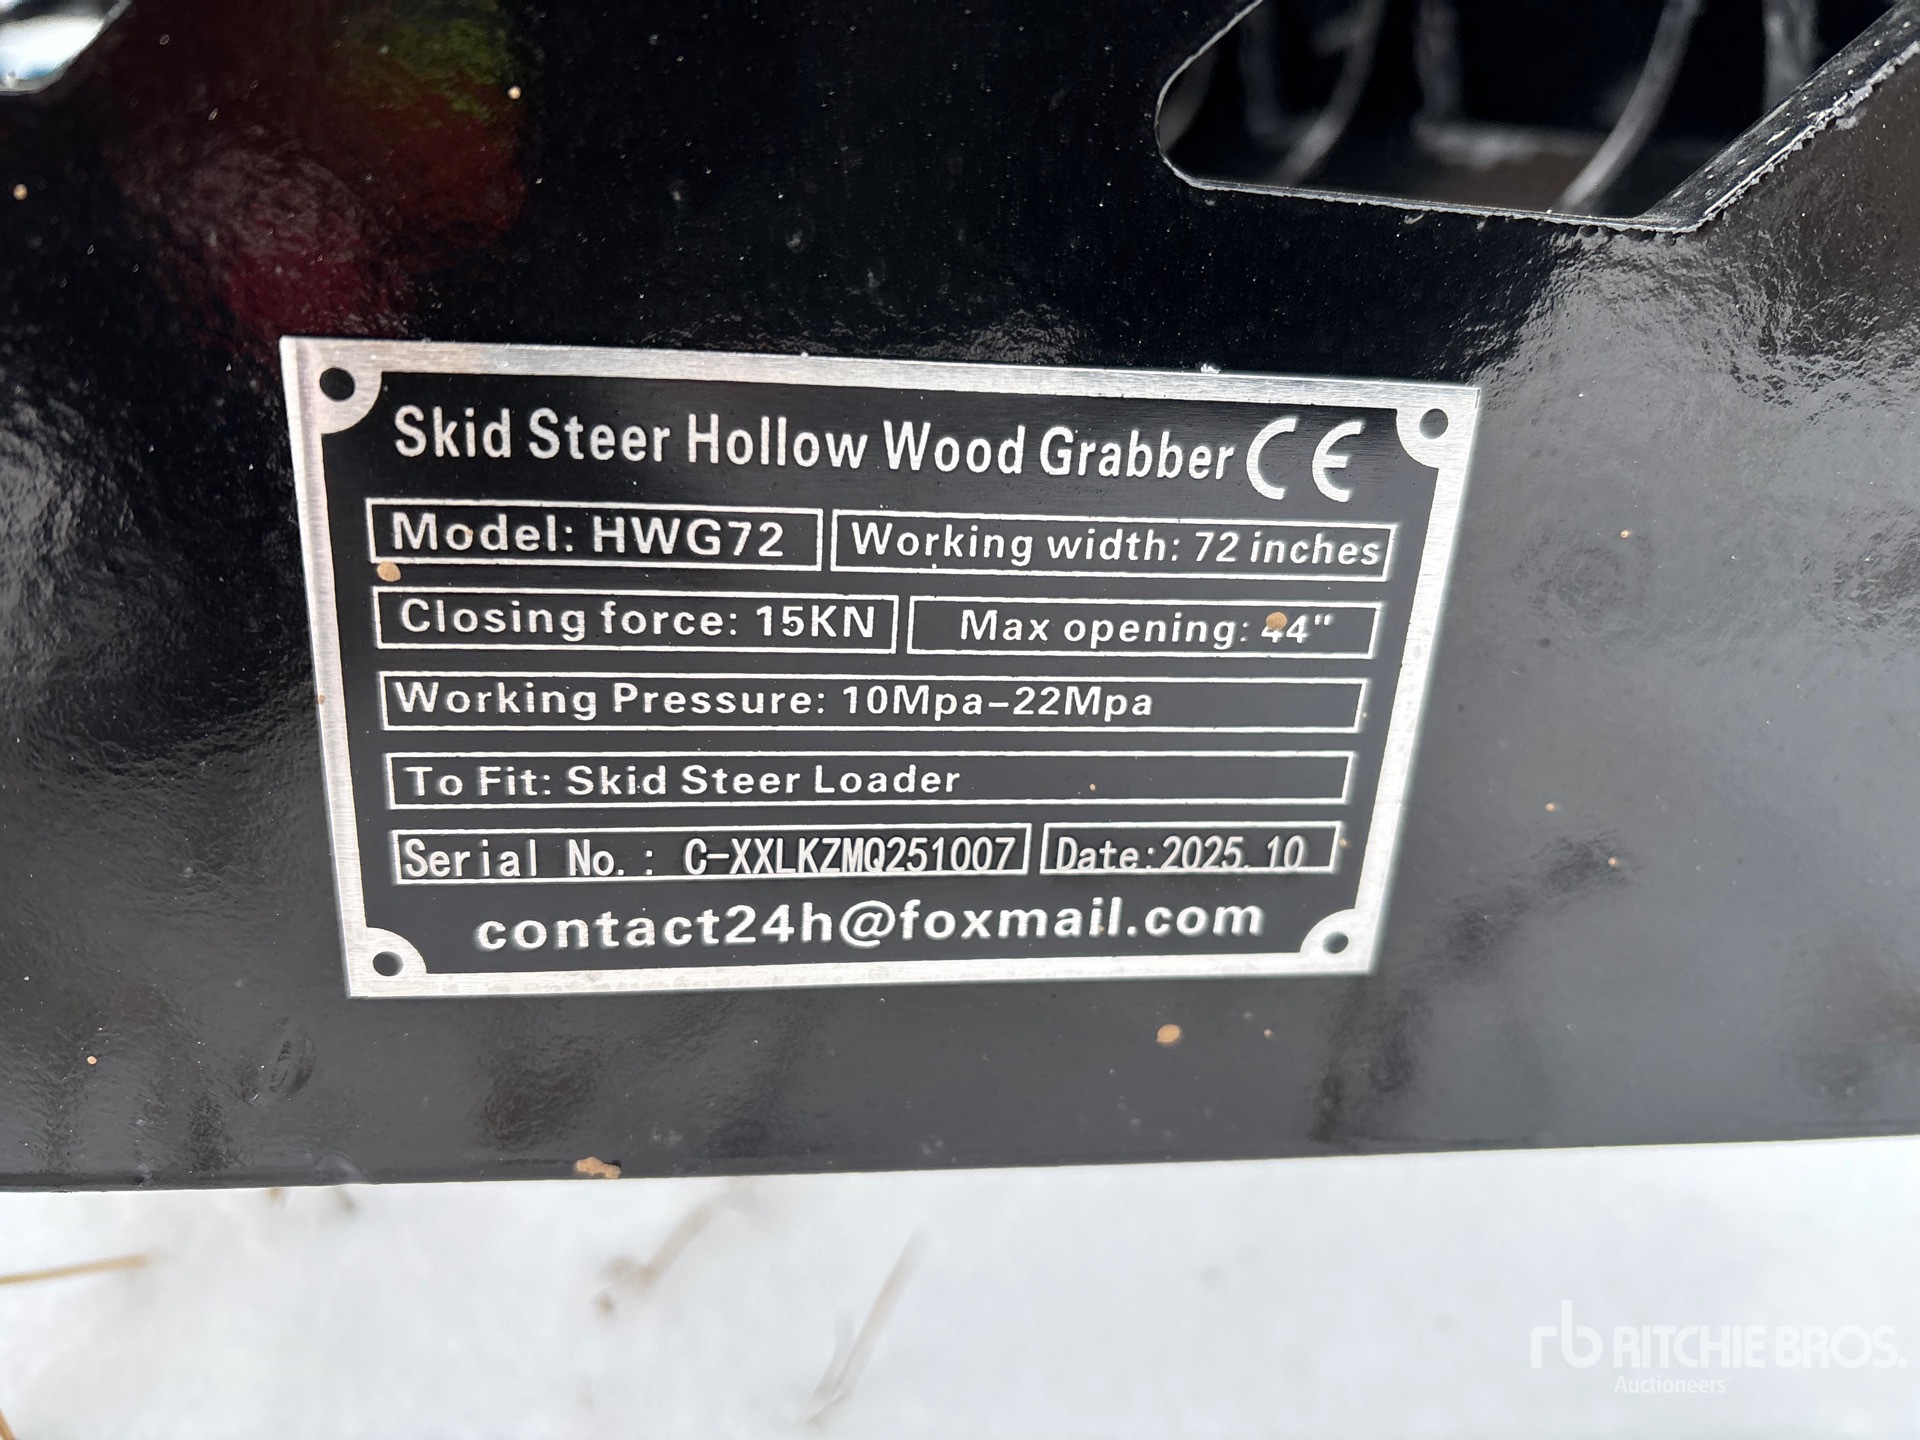 Skid Steer Hollow Wood Grabber CE
Model: HWG72 Working width: 72 inches
Closing force: 15KN Max opening: 44"
Working Pressure: 10Mpa-22Mpa
To Fit: Skid Steer Loader
Serial No.: C-XXLKZMQ251007 Date:2025.10
contact24h@foxmail.com
rb RITCHIE BROS.
Auctioneers